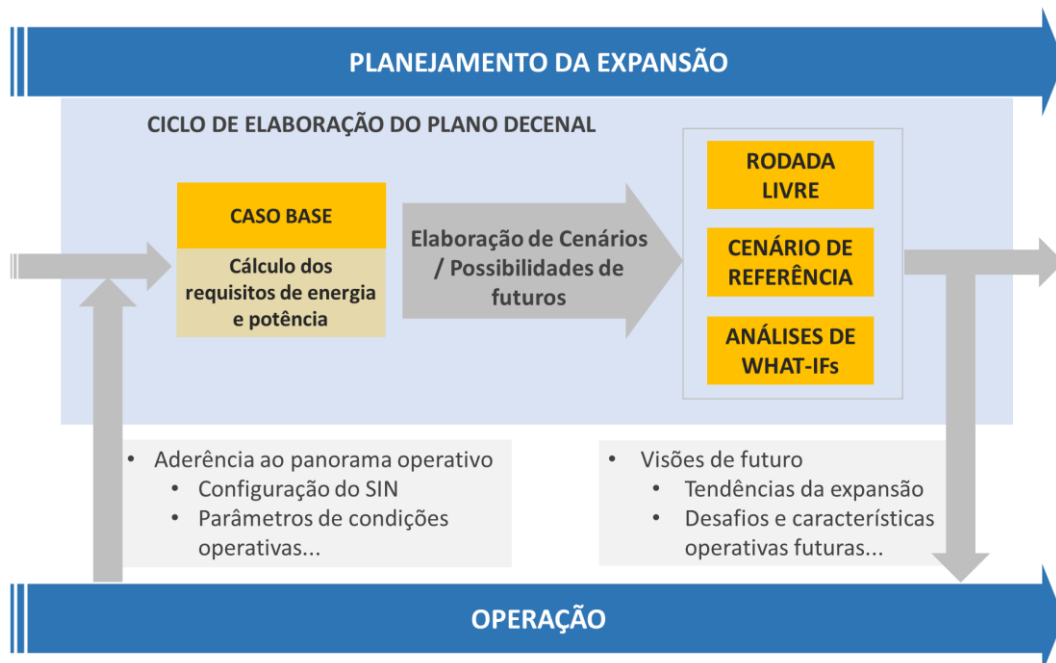 PLANEJAMENTO DA EXPANSÃO
CICLO DE ELABORAÇÃO DO PLANO DECENAL
CASO BASE
Cálculo dos
requisitos de energia
e potência
Elaboração de Cenários
/ Possibilidades de
futuros
RODADA
LIVRE
CENÁRIO DE
REFERÊNCIA
ANÁLISES DE
WHAT-IFs
• Aderência ao panorama operativo
• Configuração do SIN
• Parâmetros de condições
operativas...
• Visões de futuro
• Tendências da expansão
• Desafios e características
operativas futuras...
OPERAÇÃO